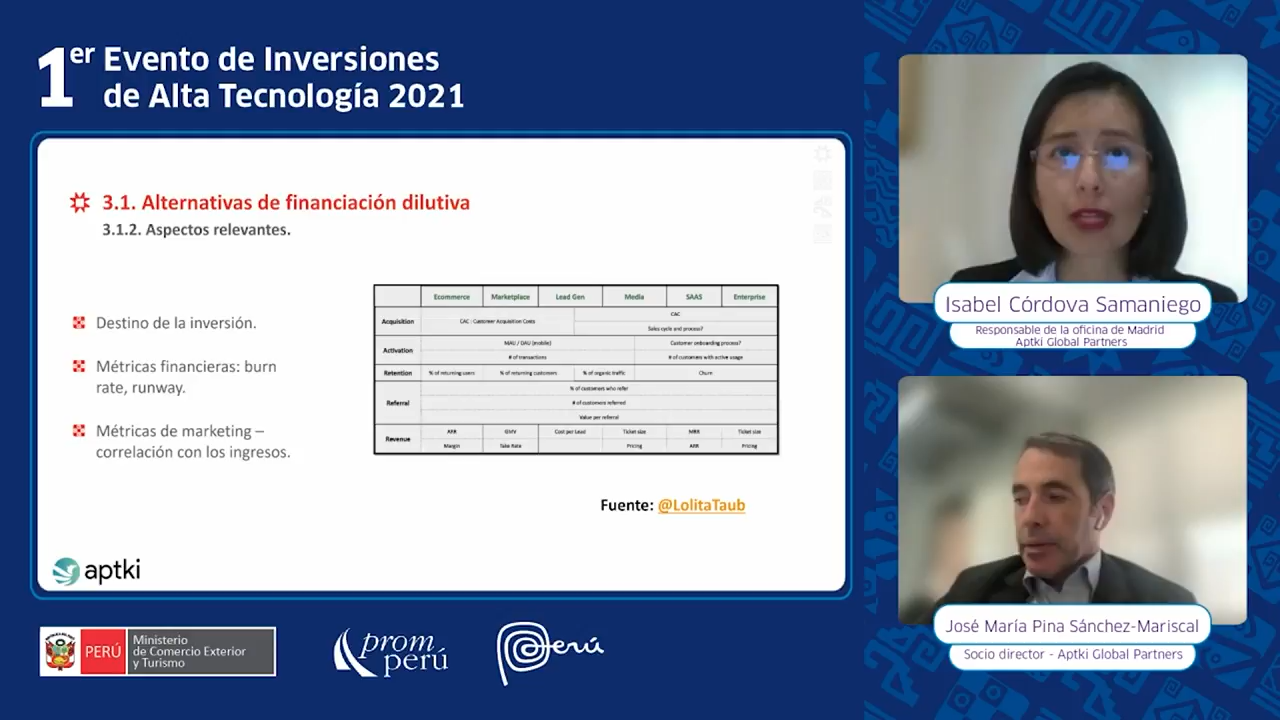 1er Evento de Inversiones
de Alta Tecnología 2021
3.1. Alternativas de financiación dilutiva
3.1.2. Aspectos relevantes.
Destino de la inversión.
Métricas financieras: burn
rate, runway.
Métricas de marketing –
correlación con los ingresos.
Ecommerce Marketplace Lead Gen Media SAAS Enterprise
Acquisition
CAC : Customer Acquisition Costs
CAC
Sales cycle and process?
Activation
MAU / DAU (mobile)
# of transactions
Customer onboarding process?
# of customers with active usage
Retention
% of returning users
% of returning customers
% of organic traffic
Churn
Referral
% of customers who refer
# of customers referred
Value per referral
Revenue
GMV Cost per Lead Ticket size MRR Ticket size
Margin Take Rate Pricing ARR Pricing
Fuente: @LolitaTaub
aptki
PERÚ
Ministerio
de Comercio Exterior
y Turismo
prom
perú
Perú
Isabel Córdova Samaniego
Responsable de la oficina de Madrid
Aptki Global Partners
José María Pina Sánchez-Mariscal
Socio director - Aptki Global Partners